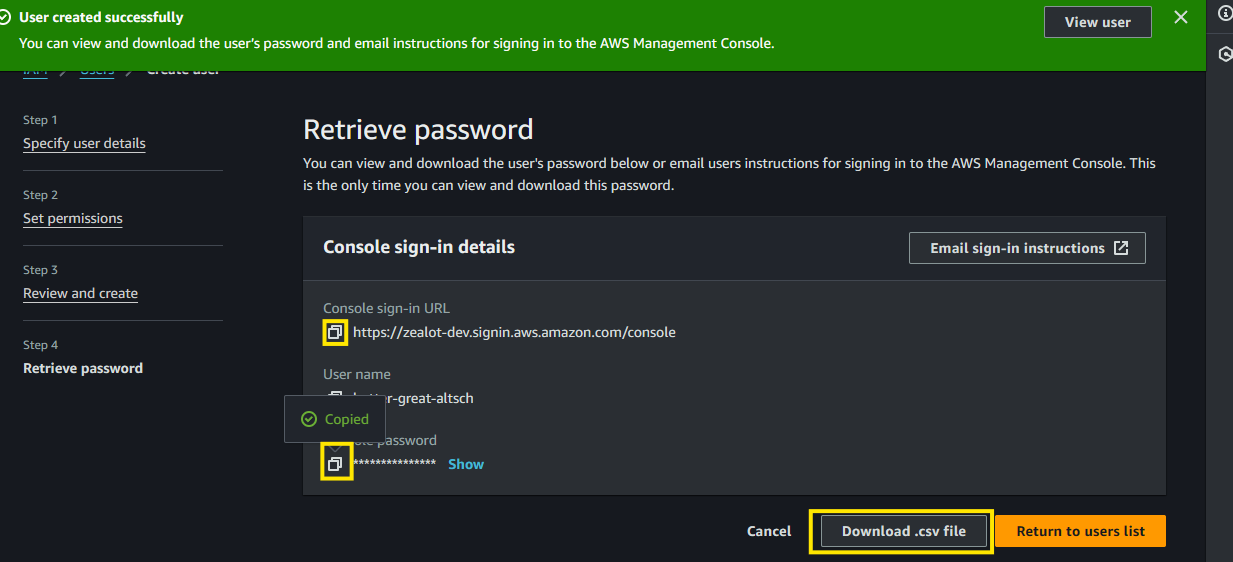 User created successfully
You can view and download the user's password and email instructions for signing in to the AWS Management Console.
View user
IAM
Users
Create user
Step 1
Specify user details
Step 2
Set permissions
Step 3
Review and create
Step 4
Retrieve password
Retrieve password
You can view and download the user's password below or email users instructions for signing in to the AWS Management Console. This
is the only time you can view and download this password.
Console sign-in details
Email sign-in instructions
Console sign-in URL
https://zealot-dev.signin.aws.amazon.com/console
User name
-great-altsch
Copied
password
***************
Show
Cancel
Download .csv file
Return to users list